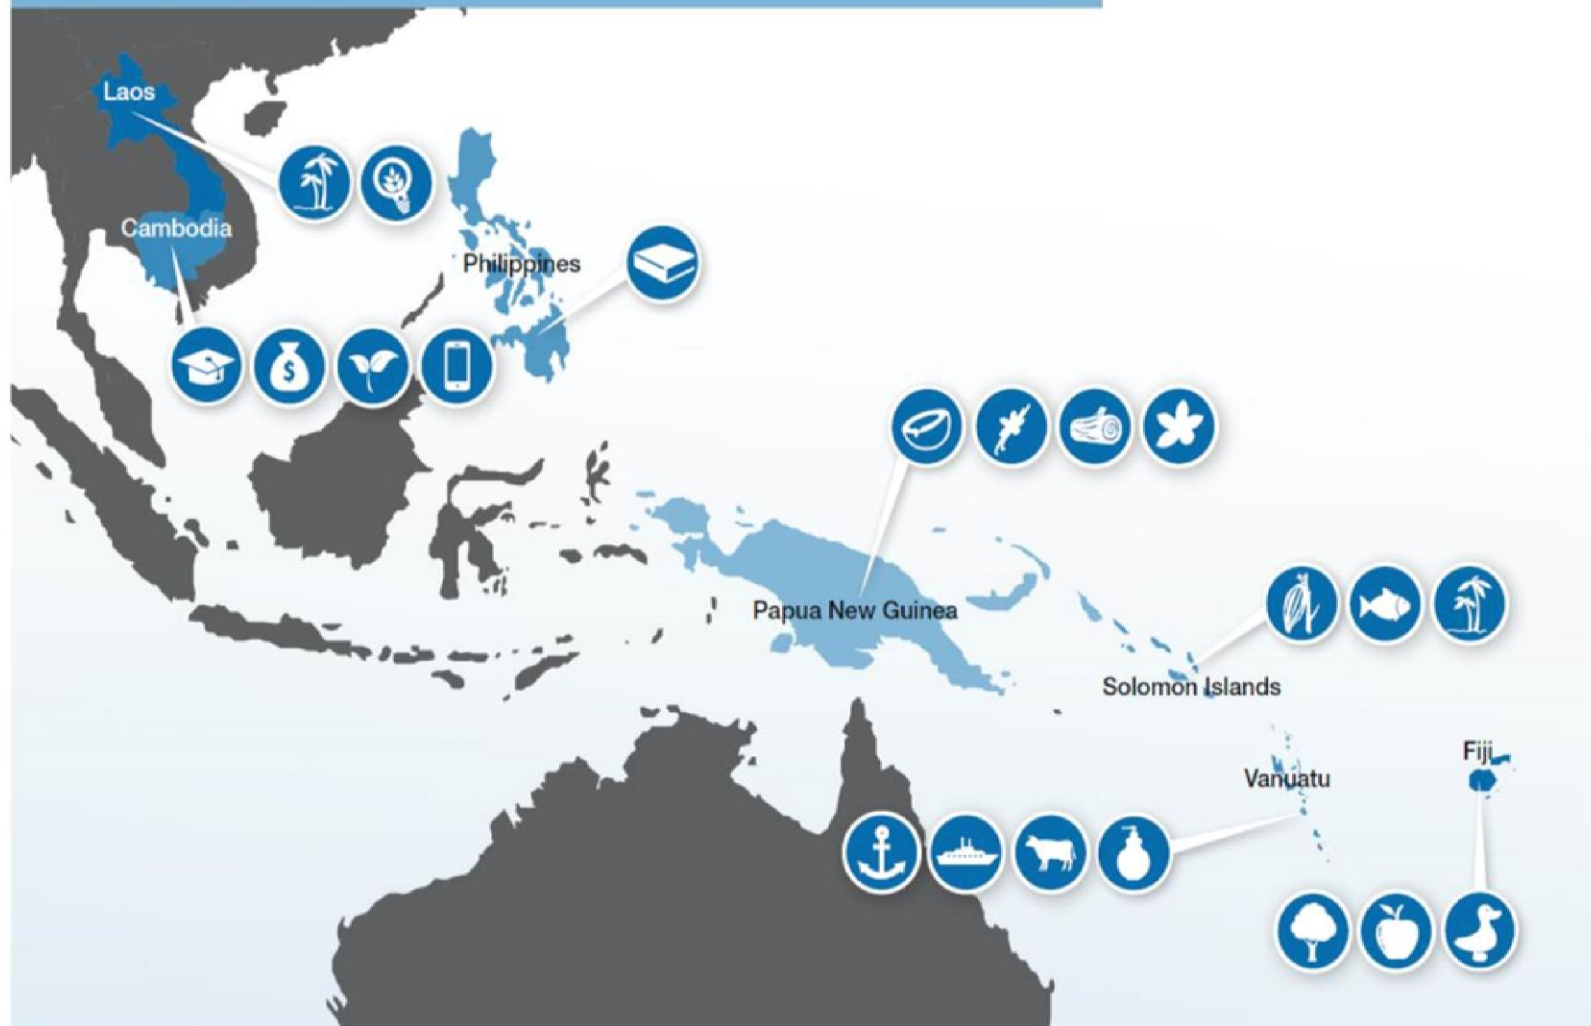 Laos
Cambodia
Philippines
$
Papua New Guinea
Solomon Islands
Fiji
Vanuatu